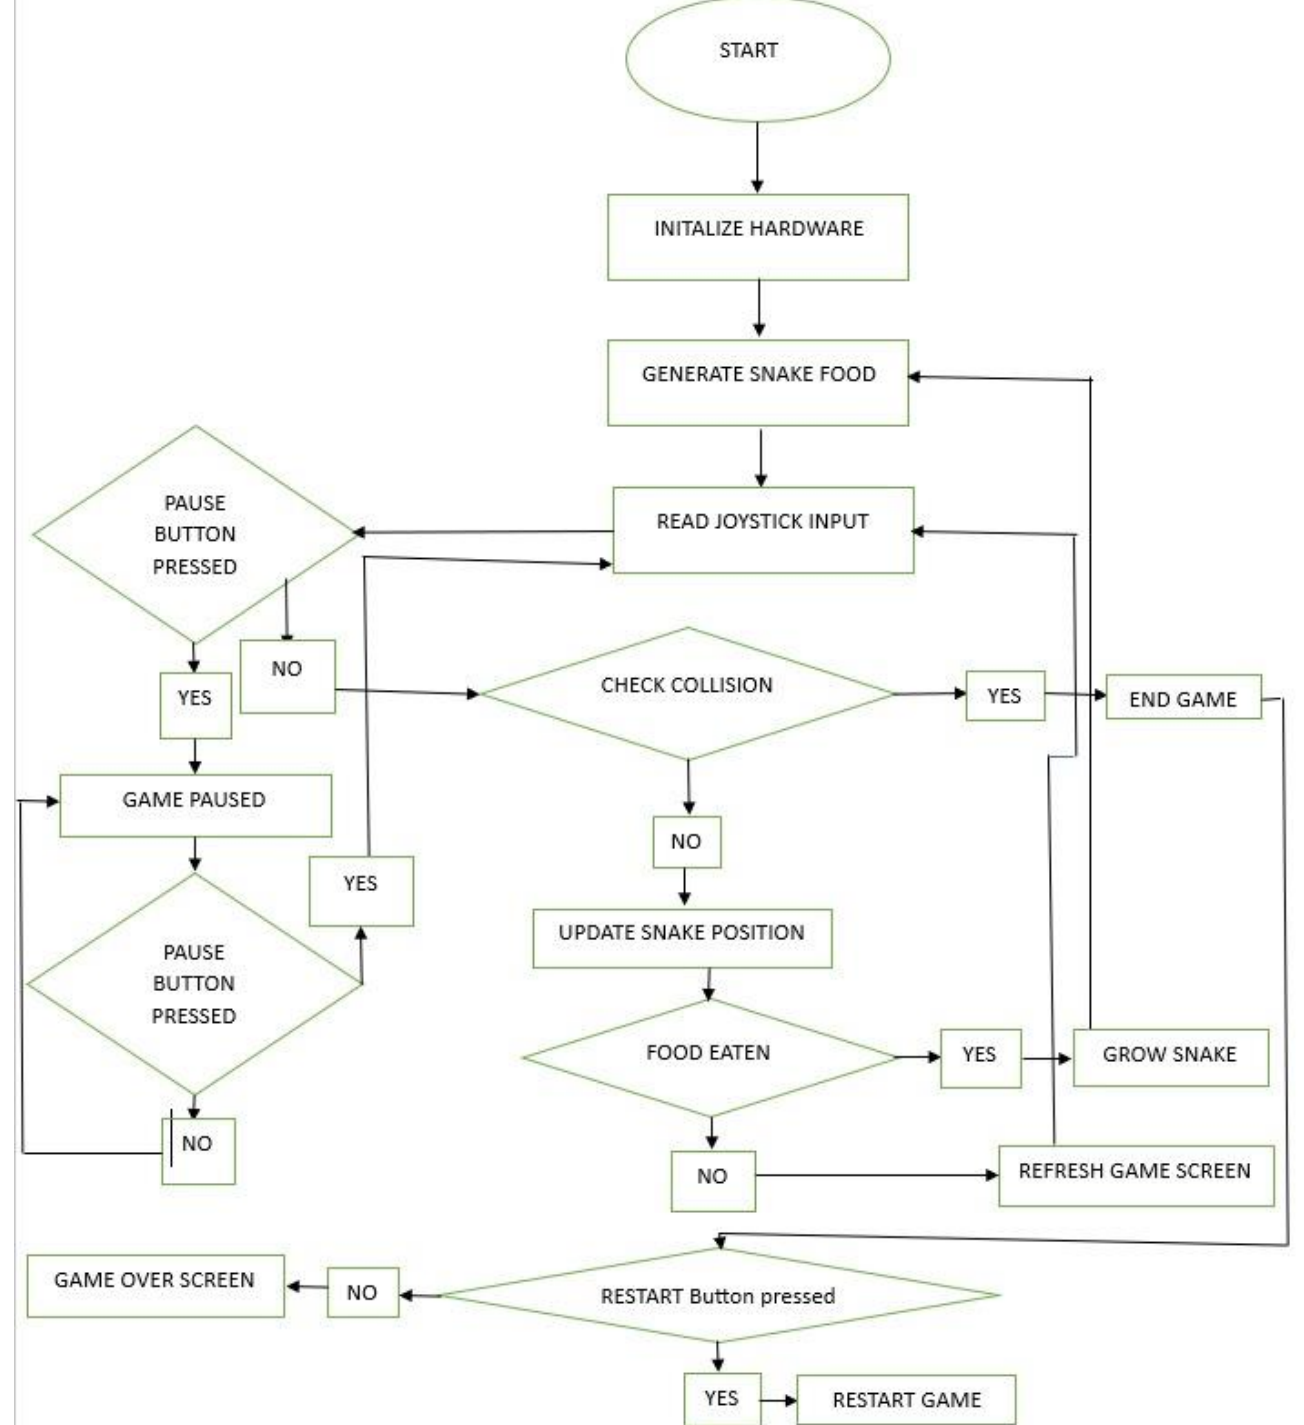 START
INITALIZE HARDWARE
GENERATE SNAKE FOOD
READ JOYSTICK INPUT
PAUSE
BUTTON
PRESSED
NO
YES
CHECK COLLISION
YES
END GAME
GAME PAUSED
NO
YES
UPDATE SNAKE POSITION
PAUSE
BUTTON
PRESSED
FOOD EATEN
YES
GROW SNAKE
NO
NO
REFRESH GAME SCREEN
GAME OVER SCREEN
NO
RESTART Button pressed
YES
RESTART GAME